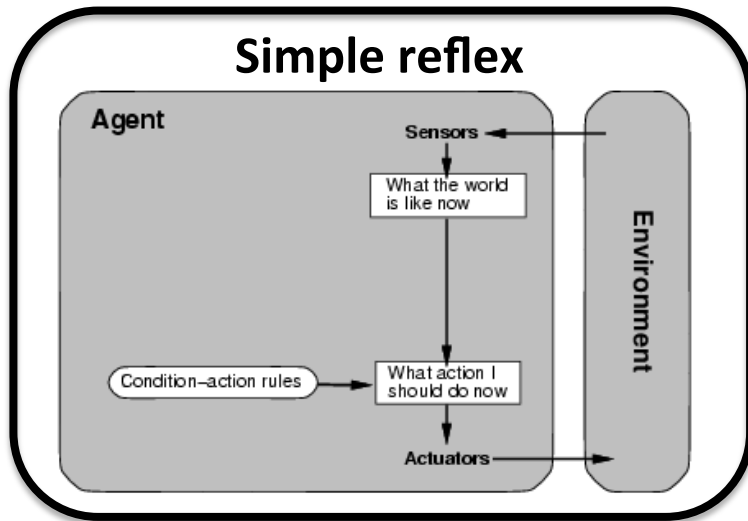 Simple reflex
Agent
Sensors
What the world
is like now
Environment
Condition–action rules
What action I
should do now
Actuators